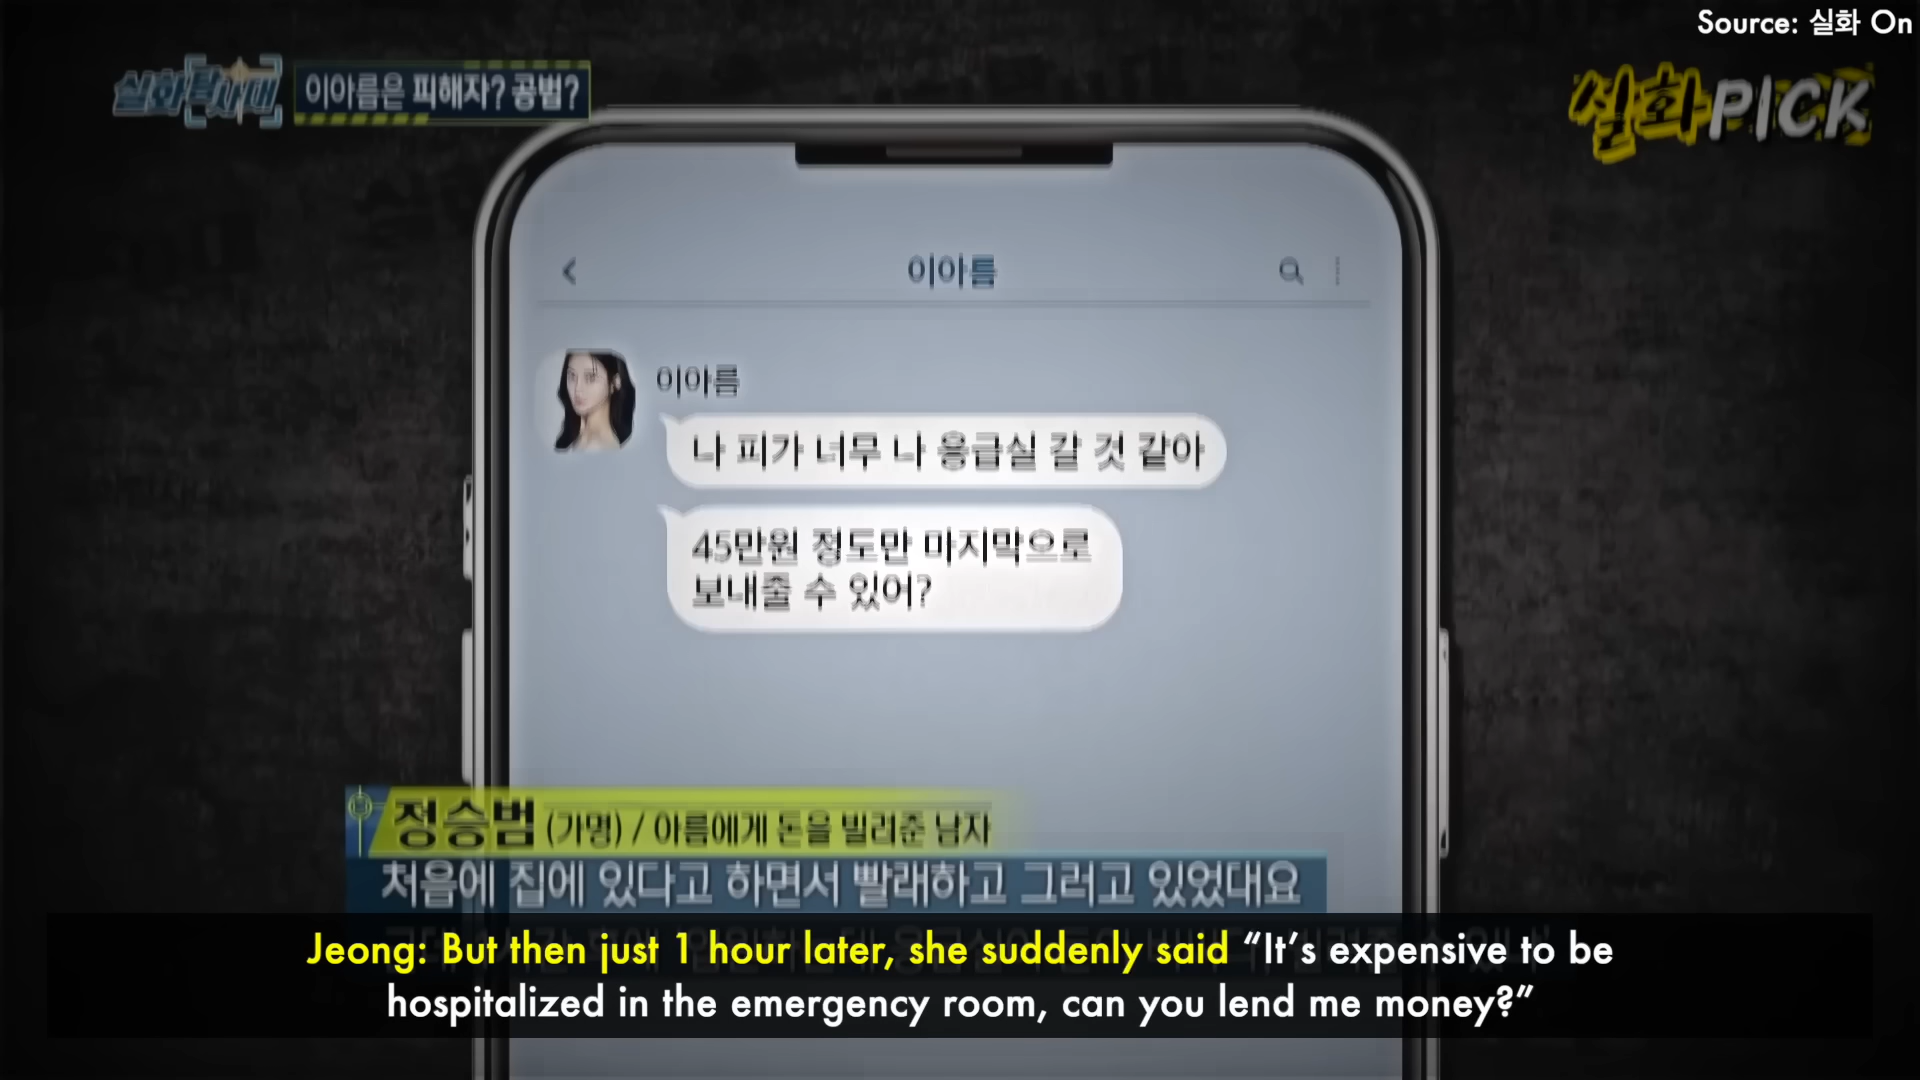 Source: 실화 On
실화탐사대
이아름은 피해자? 공범?
실화PICK
이아름
이아름
나 피가 너무 나 응급실 갈 것 같아
45만원 정도만 마지막으로
보내줄 수 있어?
정승범 (가명) / 아름에게 돈을 빌려준 남자
처음에 집에 있다고 하면서 빨래하고 그러고 있었대요
Jeong: But then just 1 hour later, she suddenly said “It’s expensive to be
hospitalized in the emergency room, can you lend me money?”